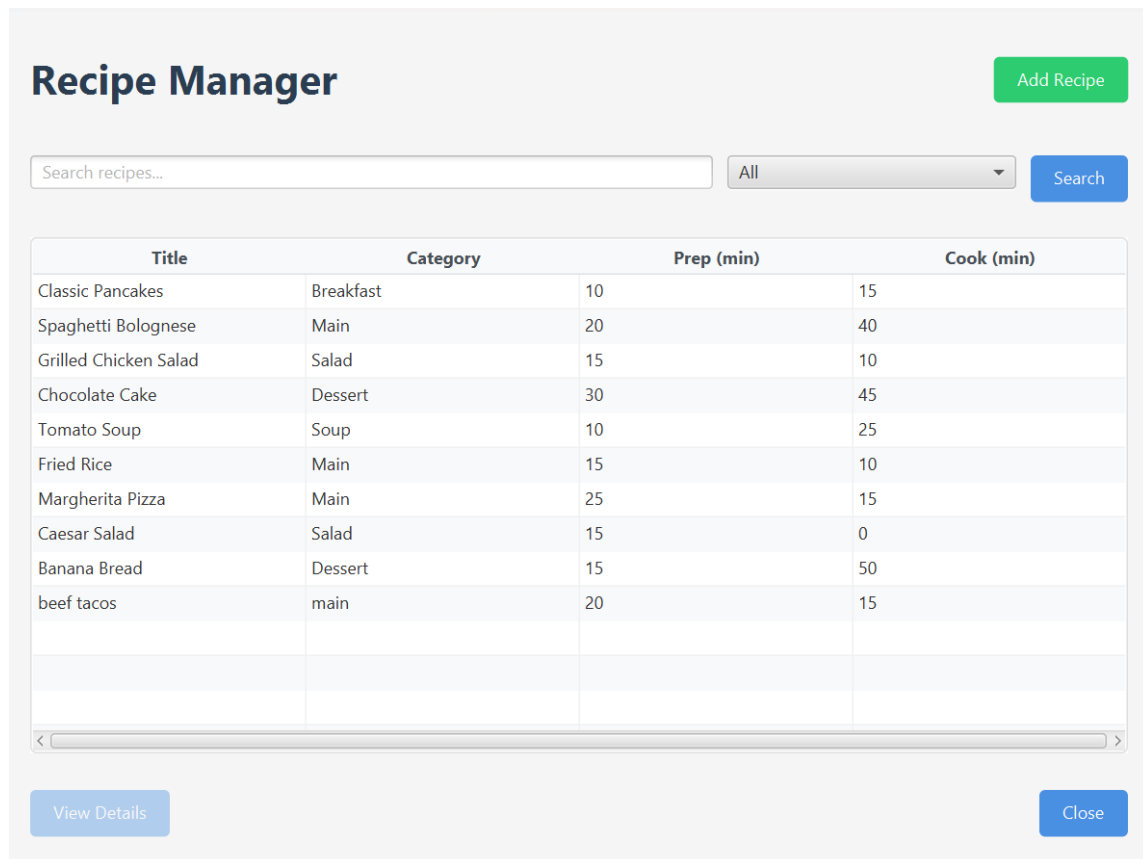 Recipe Manager
Add Recipe
Search recipes...
All
Search
Title Category Prep (min) Cook (min)
Classic Pancakes Breakfast 10 15
Spaghetti Bolognese Main 20 40
Grilled Chicken Salad Salad 15 10
Chocolate Cake Dessert 30 45
Tomato Soup Soup 10 25
Fried Rice Main 15 10
Margherita Pizza Main 25 15
Caesar Salad Salad 15 0
Banana Bread Dessert 15 50
beef tacos main 20 15
View Details
Close